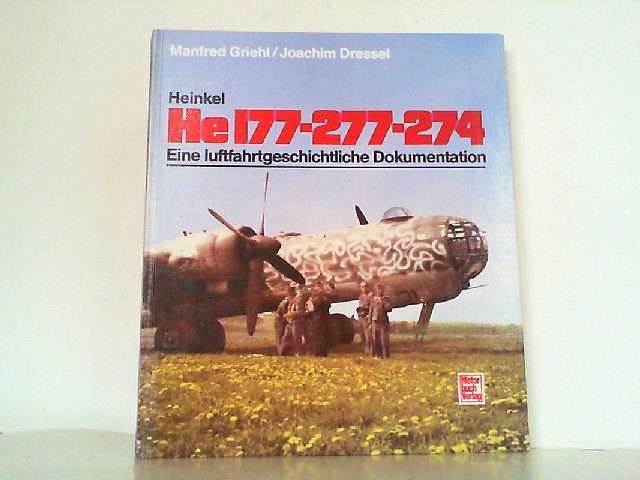 Manfred Griehl/Joachim Dressel
Heinkel
He 177-277-274
Eine luftfahrtgeschichtliche Dokumentation
Motor
buch
Verlag